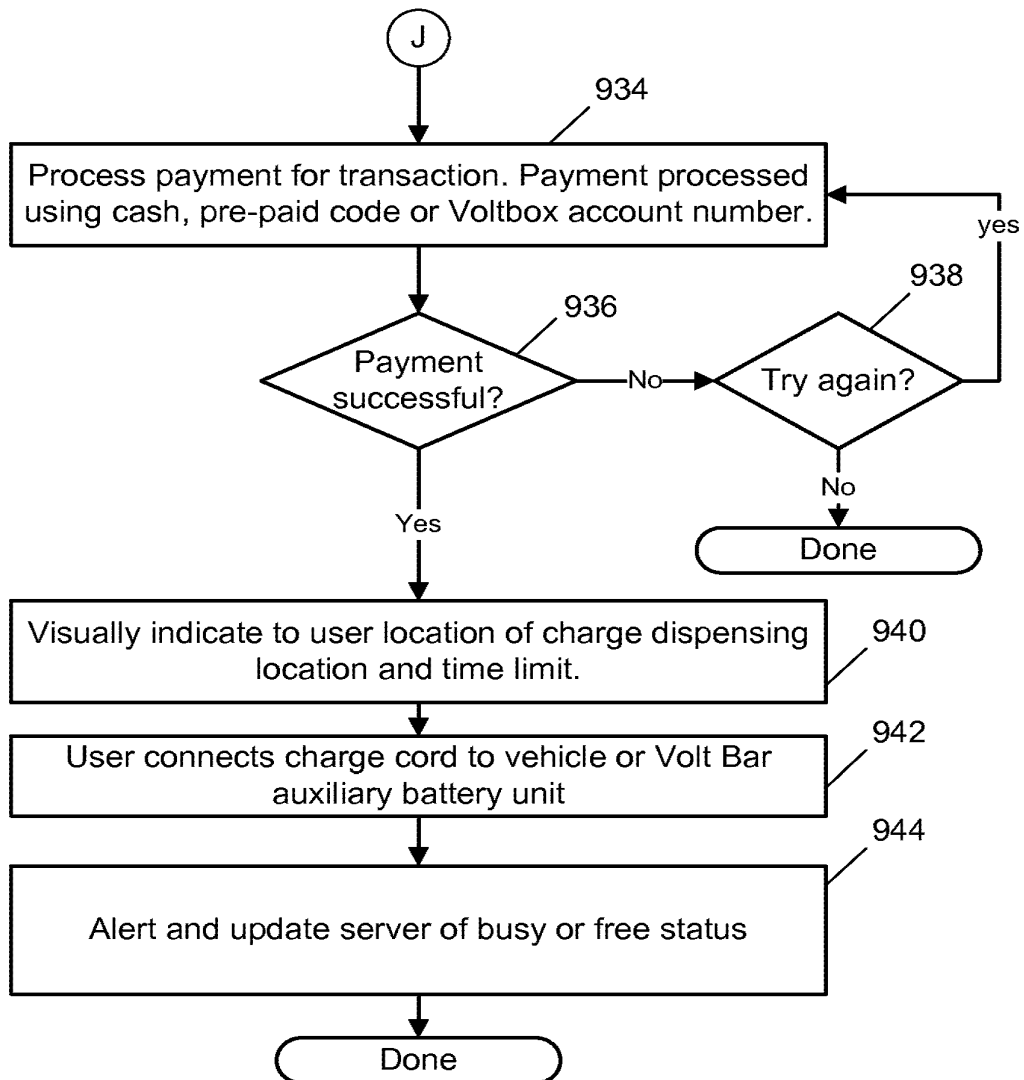 J
934
Process payment for transaction. Payment processed
using cash, pre-paid code or Voltbox account number.
yes
938
936
Payment
successful?
No
Try again?
No
Done
Yes
Visually indicate to user location of charge dispensing
location and time limit.
940
User connects charge cord to vehicle or Volt Bar
auxiliary battery unit
942
944
Alert and update server of busy or free status
Done